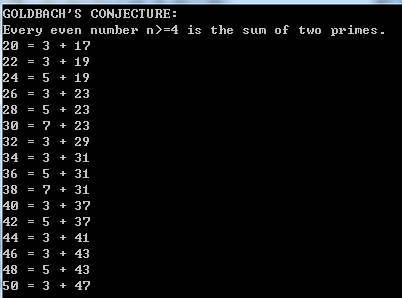 GOLDBACH'S CONJECTURE:
Every even number n>=4 is the sum of two primes.
20 = 3 + 17
22 = 3 + 19
24 = 5 + 19
26 = 3 + 23
28 = 5 + 23
30 = 7 + 23
32 = 3 + 29
34 = 3 + 31
36 = 5 + 31
38 = 7 + 31
40 = 3 + 37
42 = 5 + 37
44 = 3 + 41
46 = 3 + 43
48 = 5 + 43
50 = 3 + 47